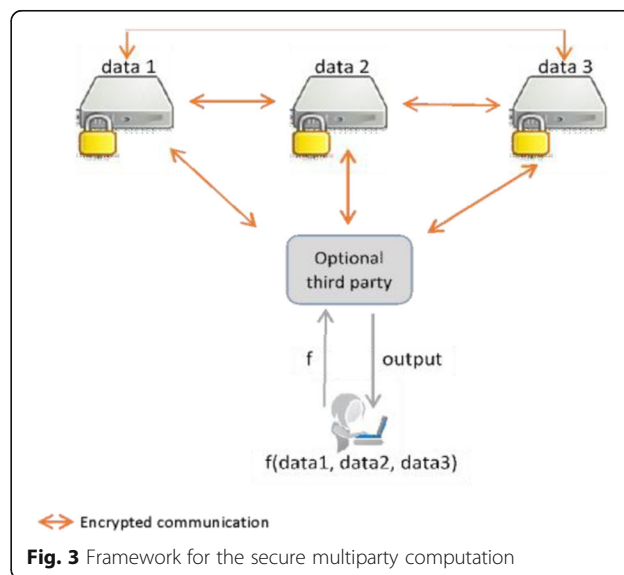 data 1 data 2 data 3
Optional
third party
f output
f(data1, data2, data3)
Encrypted communication
Fig. 3 Framework for the secure multiparty computation